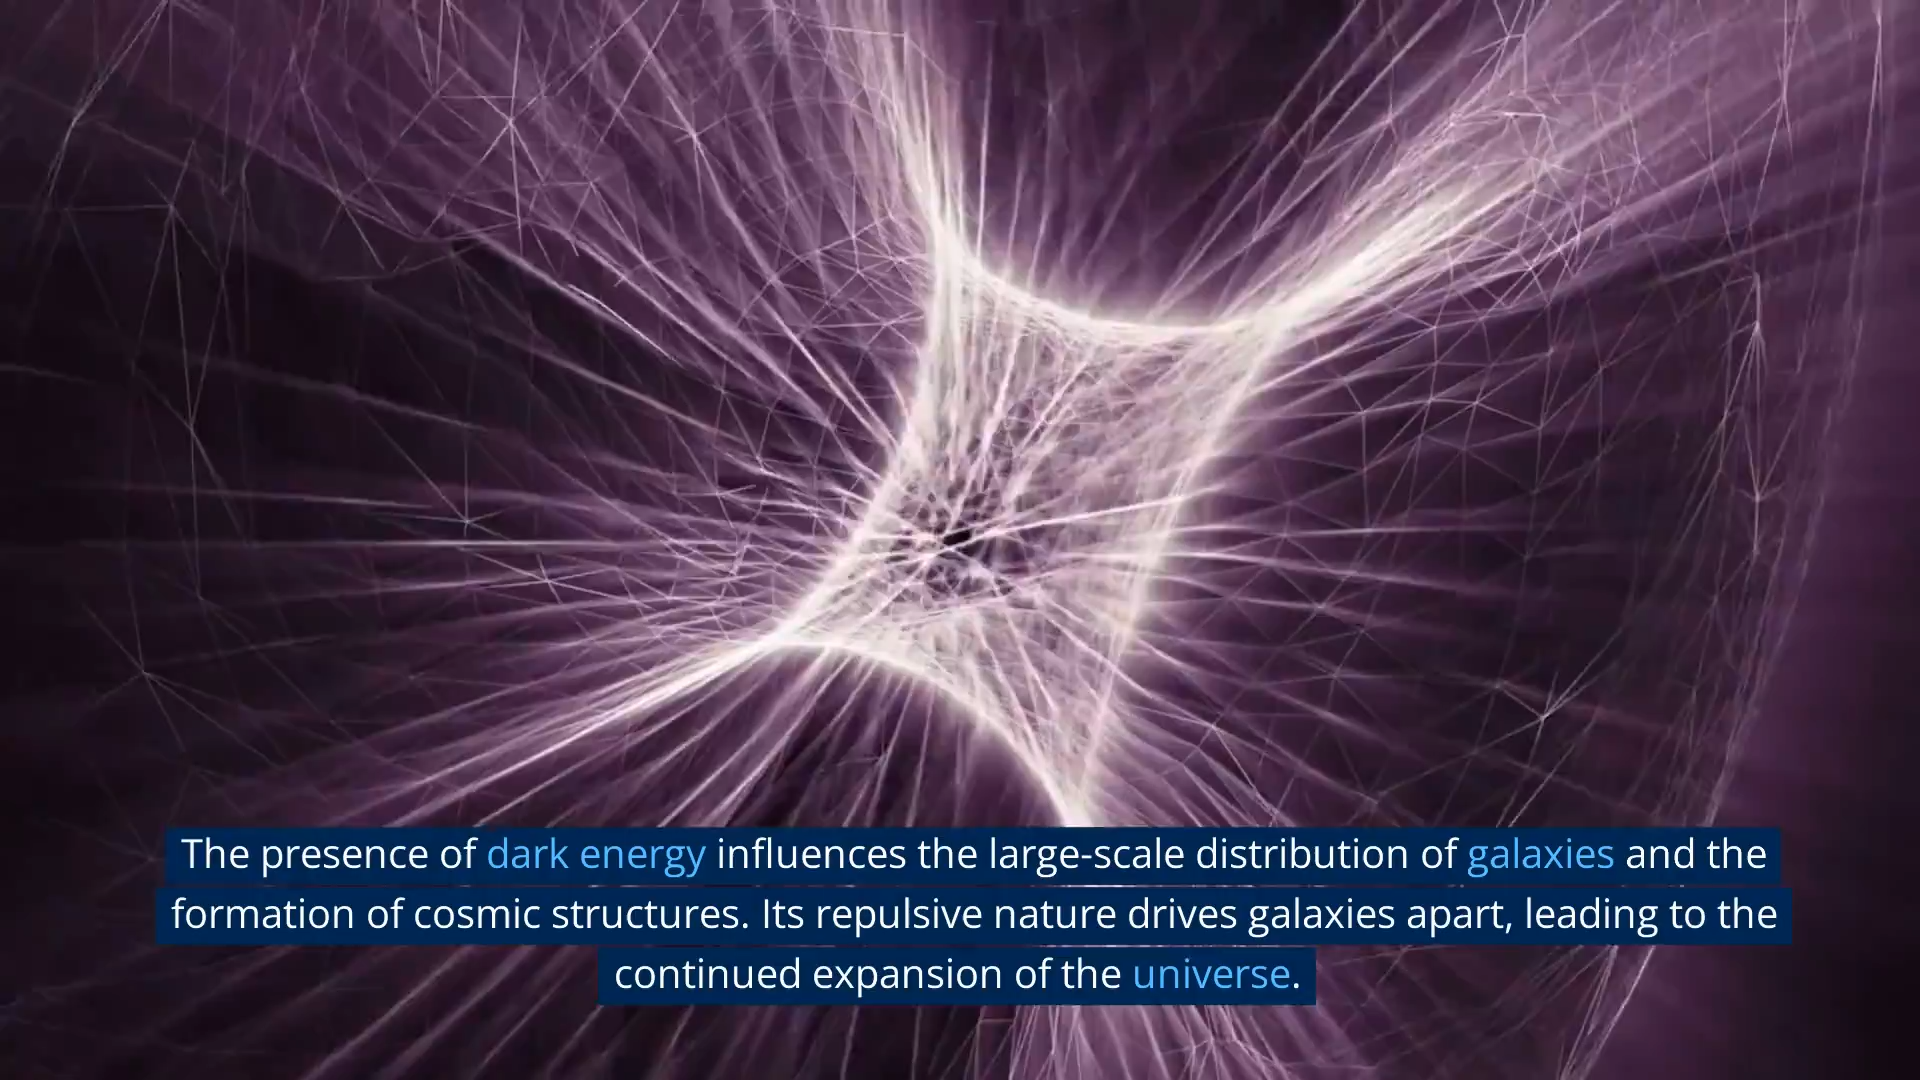 The presence of dark energy influences the large-scale distribution of galaxies and the
formation of cosmic structures. Its repulsive nature drives galaxies apart, leading to the
continued expansion of the universe.